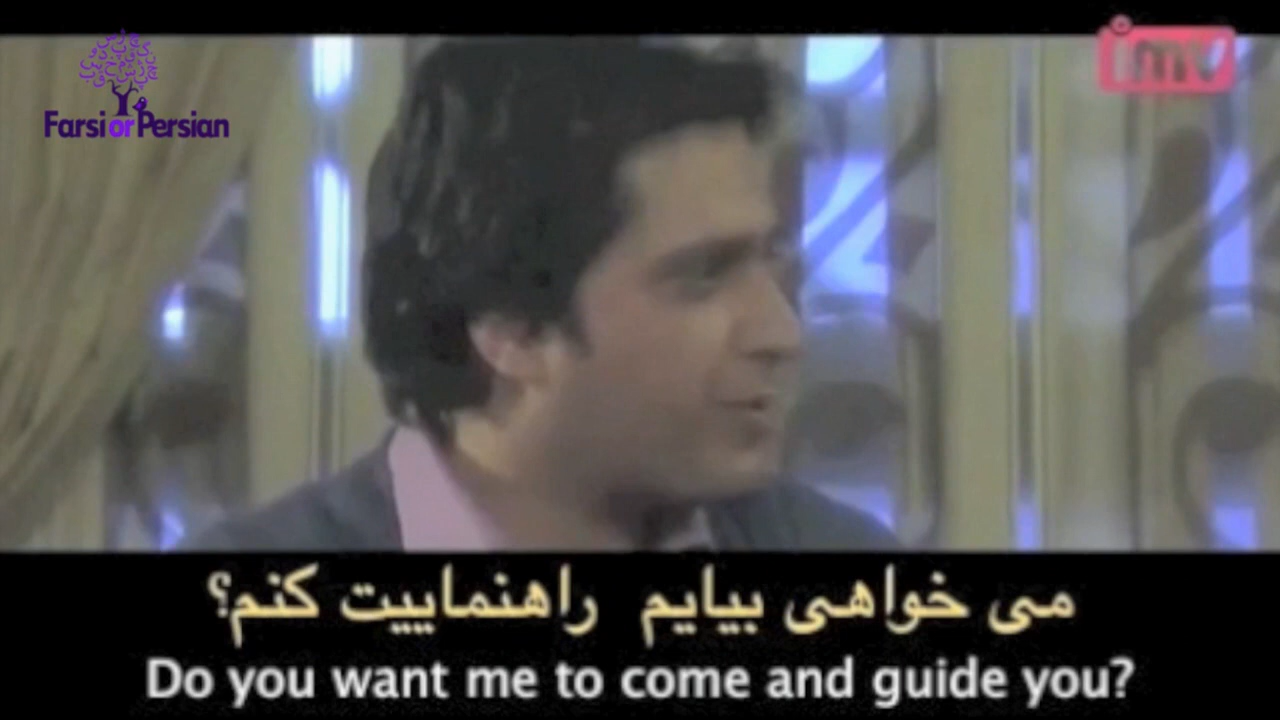 Farsi or Persian
imv
می خواهی بیایم راهنماییت کنم؟
Do you want me to come and guide you?